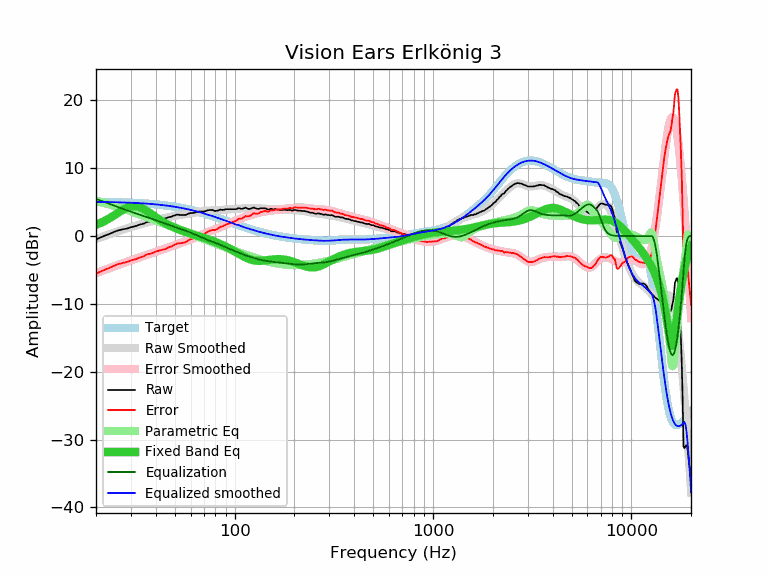 Vision Ears Erlkönig 3
Amplitude (dBr)
20
10
0
−10
−20
−30
−40
Target
Raw Smoothed
Error Smoothed
Raw
Error
Parametric Eq
Fixed Band Eq
Equalization
Equalized smoothed
100
1000
10000
Frequency (Hz)